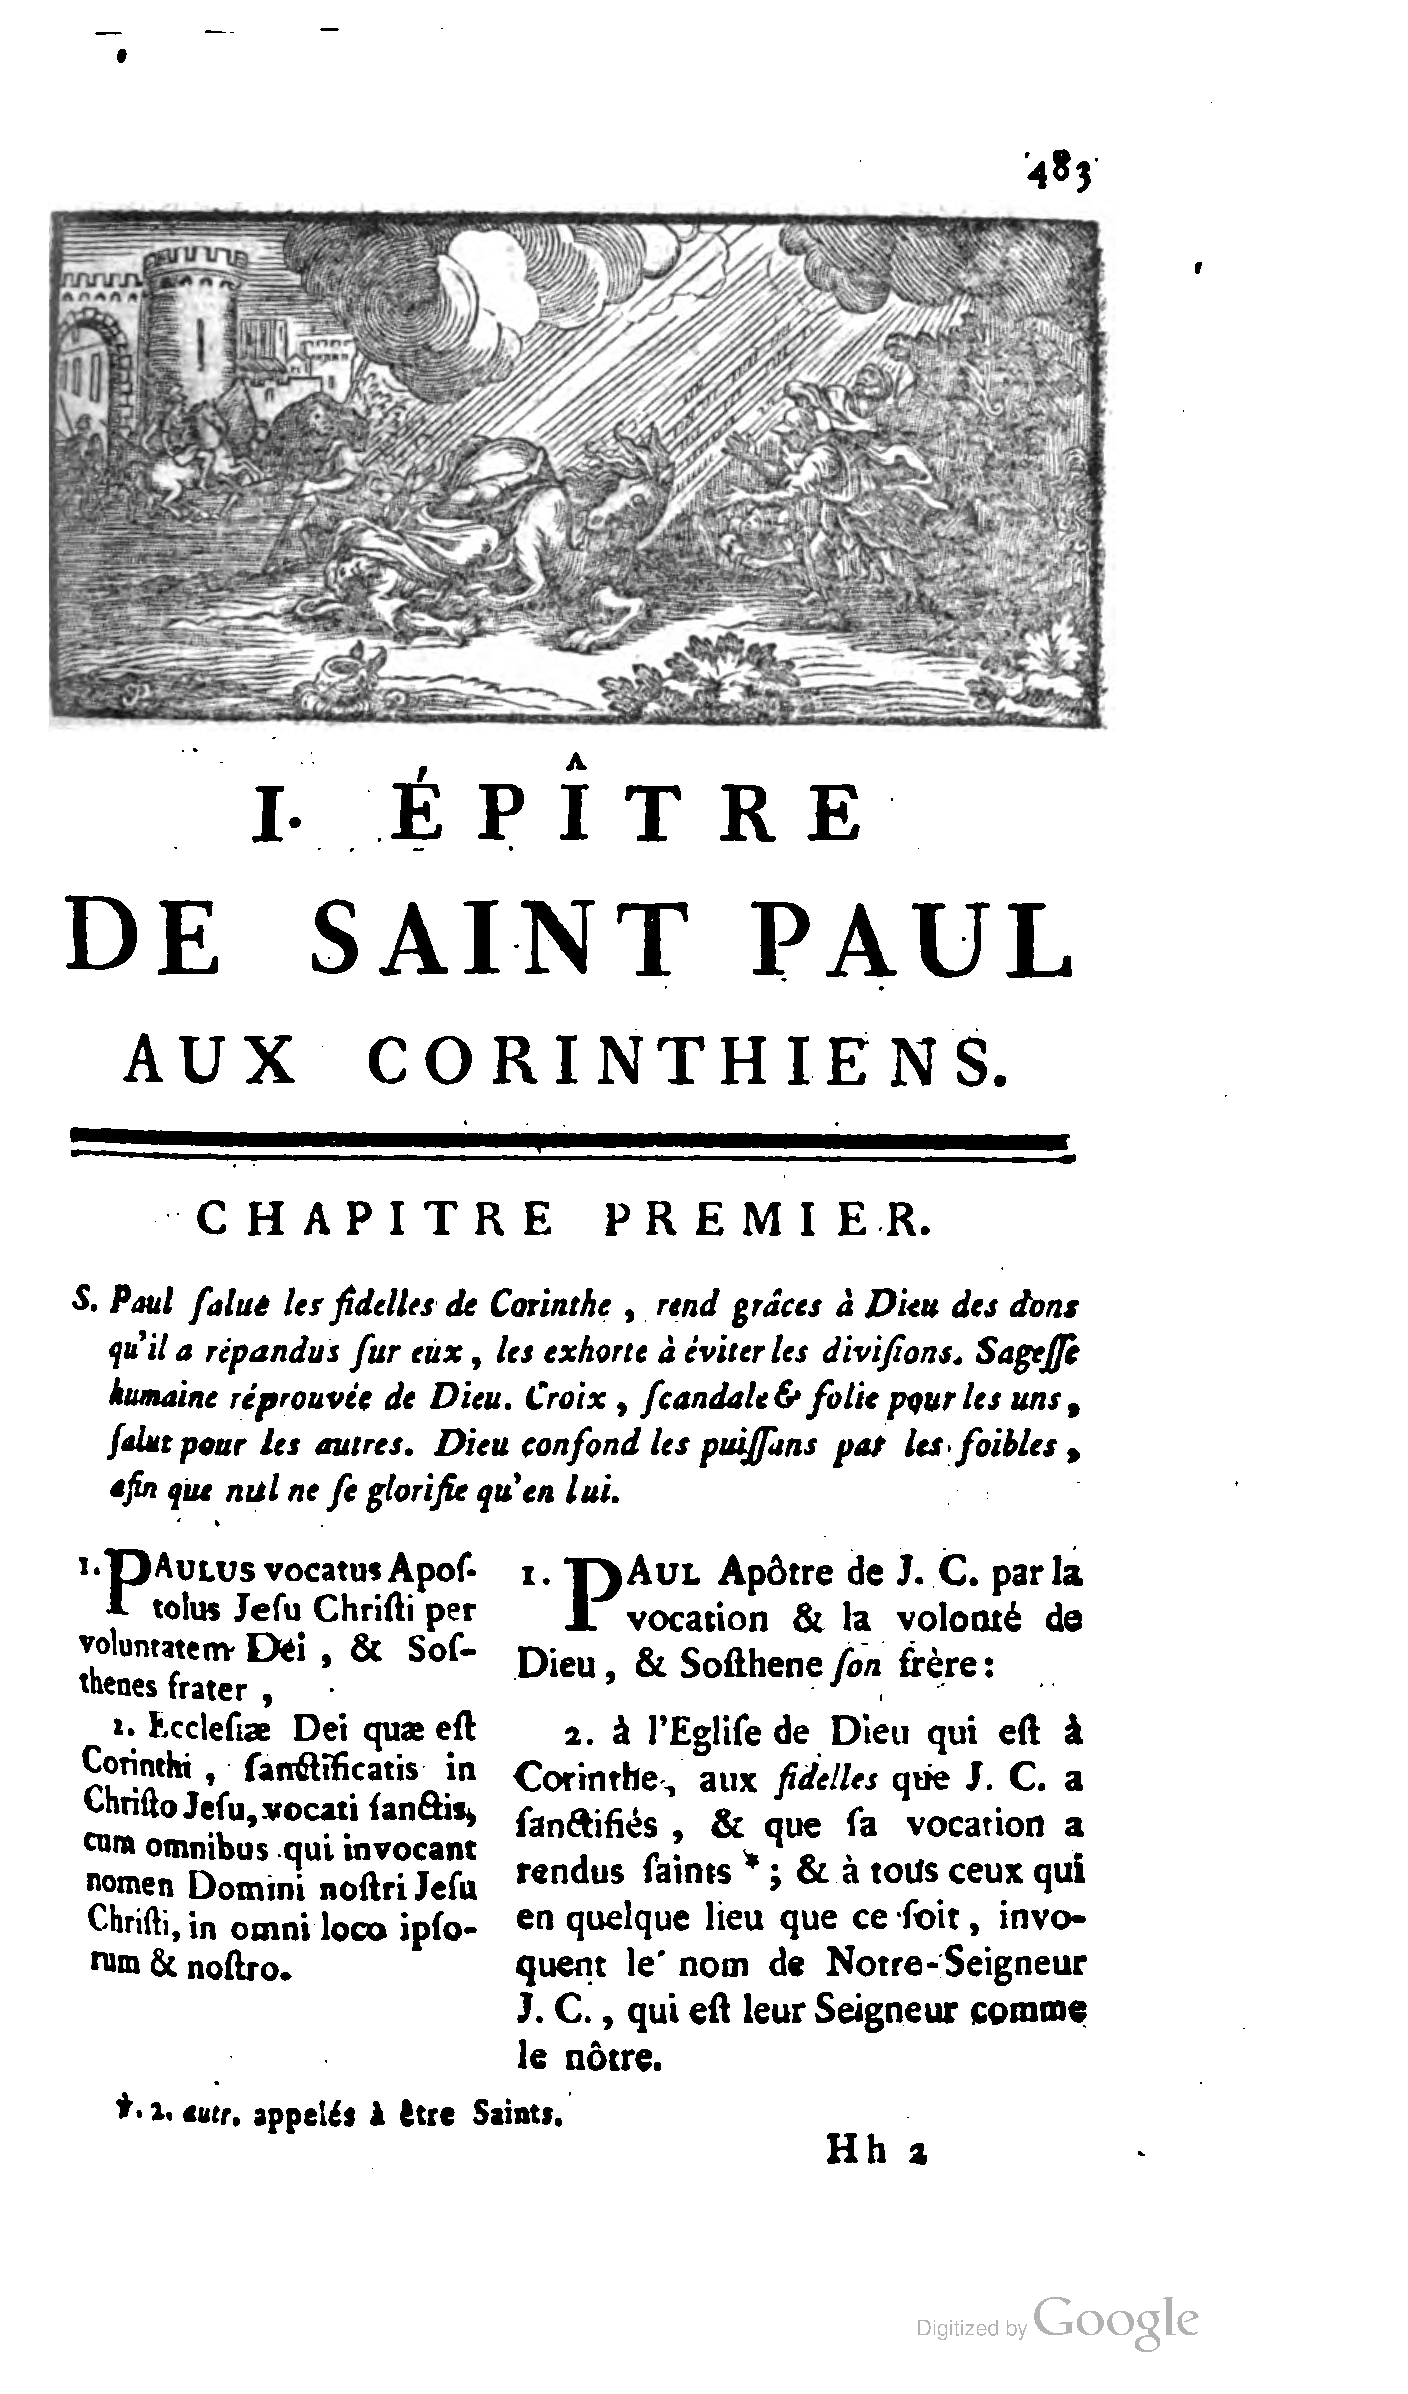 483
I. ÉPÎTRE
DE SAINT PAUL
AUX CORINTHIENS.
CHAPITRE PREMIER.
S. Paul ſalue les fidelles de Corinthe , rend grâces à Dieu des dons
qu'il a répandus ſur eux , les exhorte à éviter les diviſions. Sageſſe
humaine réprouvée de Dieu. Croix , ſcandale & folie pour les uns ,
ſalut pour les autres. Dieu confond les puiſſans par les foibles ,
afin que nul ne ſe glorifie qu'en lui.
1. PAULUS vocatus Apoſ-
tolus Jeſu Chriſti per
voluntatem Dei , & Soſ-
thenes frater ,
2. Eccleſiæ Dei quæ eſt
Corinthi , ſanctificatis in
Chriſto Jeſu, vocati ſanctis,
cum omnibus qui invocant
nomen Domini noſtri Jeſu
Chriſti, in omni loco ipſo-
rum & noſtro.
1. PAUL Apôtre de J. C. par la
vocation & la volonté de
Dieu, & Soſthene ſon frère :
2. à l'Egliſe de Dieu qui eſt à
Corinthe, aux fidelles que J. C. a
ſanctifiés , & que ſa vocation a
rendus ſaints * ; & à tous ceux qui
en quelque lieu que ce ſoit, invo-
quent le nom de Notre-Seigneur
J. C., qui eſt leur Seigneur comme
le nôtre.
℣. 2. autr. appelés à être Saints.
Hh 2
Digitized by Google